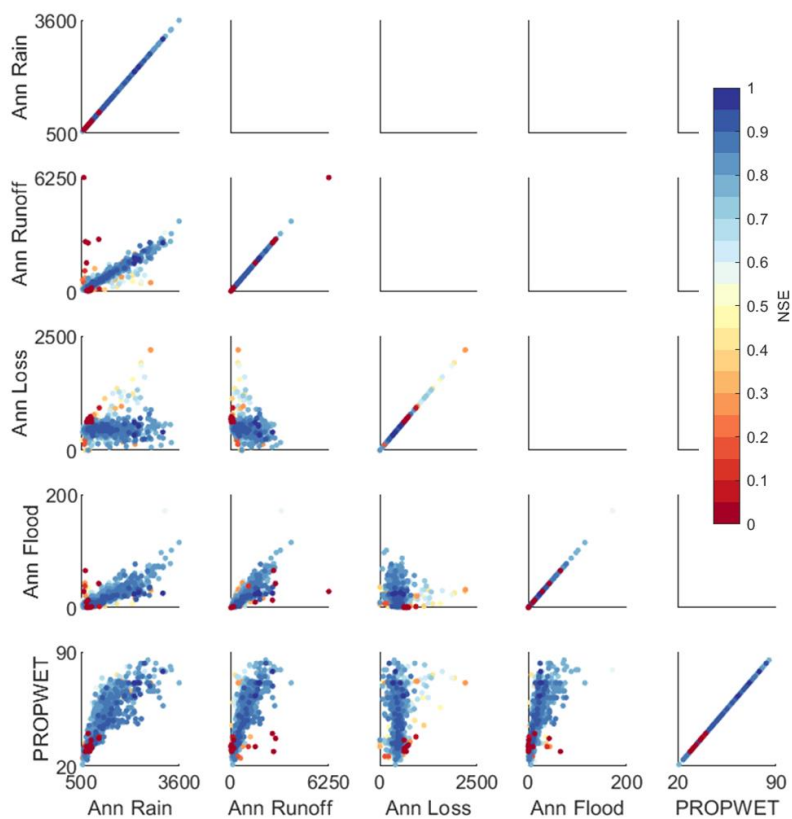 3600
Ann Rain
500
1
0.9
0.8
0.7
0.6
0.5
0.4
0.3
0.2
0.1
0
NSE
6250
Ann Runoff
0
2500
Ann Loss
0
200
Ann Flood
0
90
PROPWET
20
500 3600 0 6250 0 2500 0 200 20 90
Ann Rain Ann Runoff Ann Loss Ann Flood PROPWET